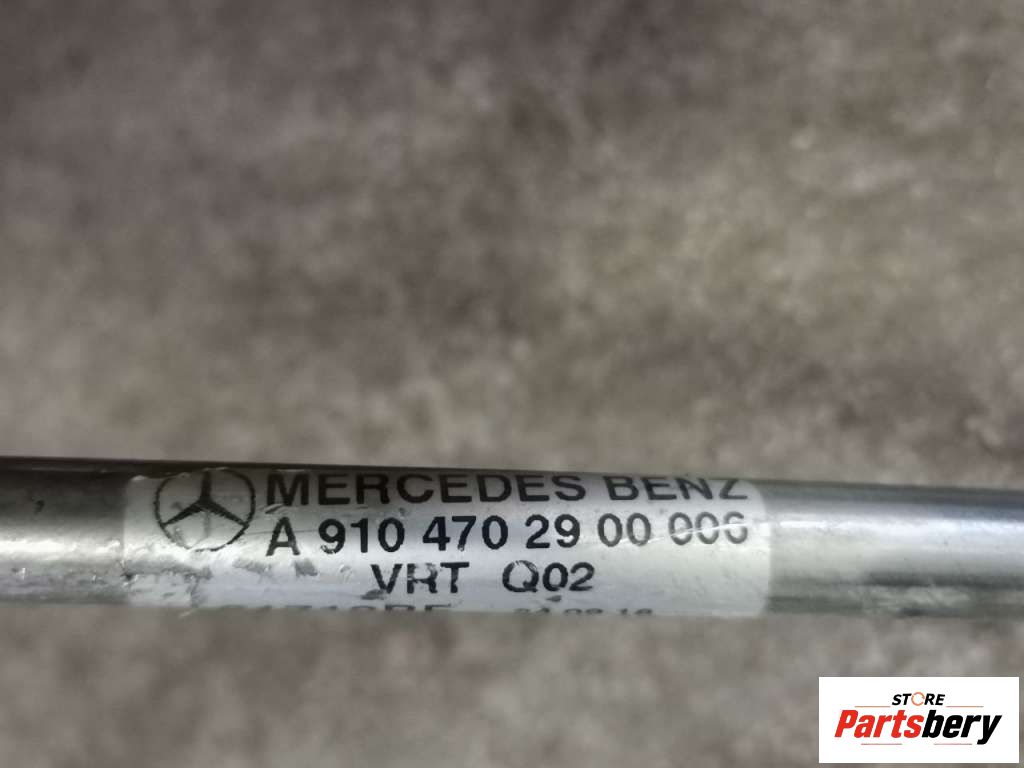 MERCEDES BENZ
A 910 470 29 00 006
VRT Q02
STORE
Partsbery